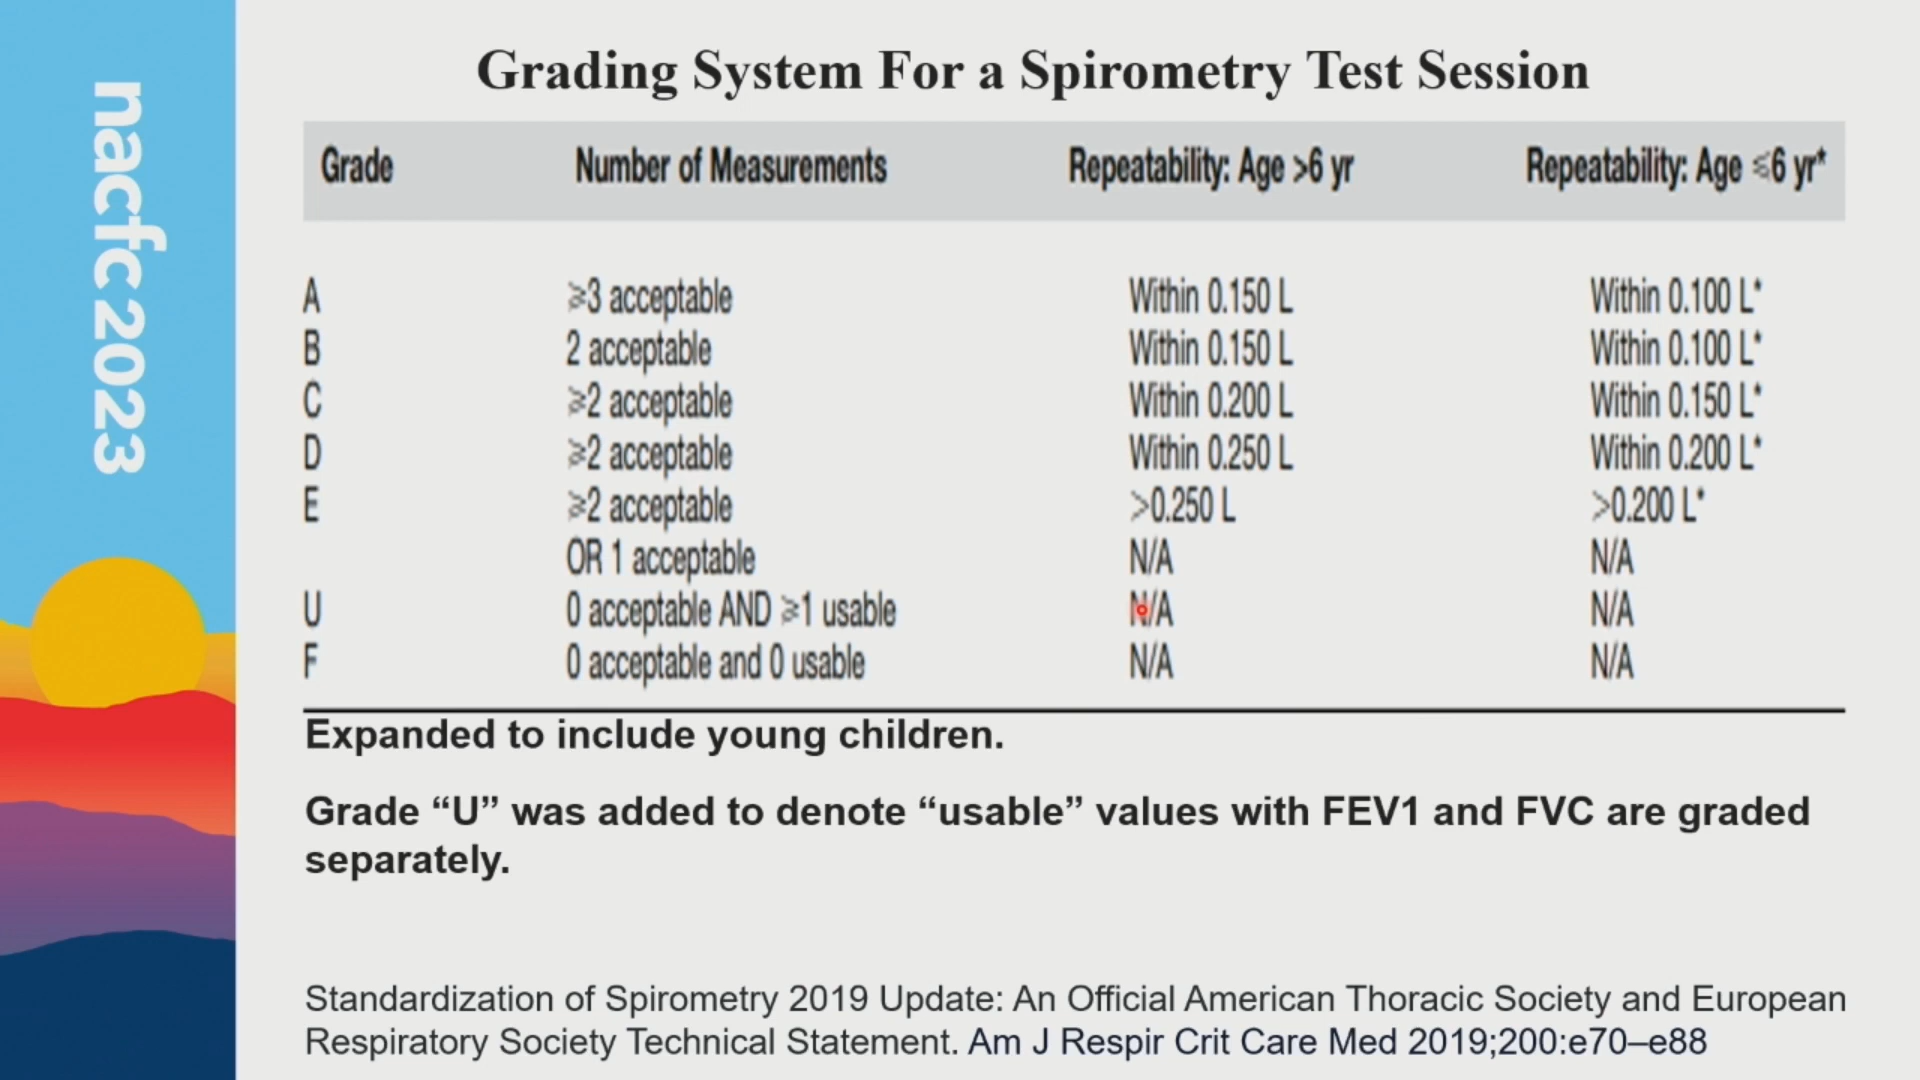 nacfc 2023
Grading System For a Spirometry Test Session
Grade Number of Measurements Repeatability: Age >6 yr Repeatability: Age ≤6 yr*
A ≥3 acceptable Within 0.150 L Within 0.100 L*
B 2 acceptable Within 0.150 L Within 0.100 L*
C ≥2 acceptable Within 0.200 L Within 0.150 L*
D ≥2 acceptable Within 0.250 L Within 0.200 L*
E ≥2 acceptable >0.250 L >0.200 L*
OR 1 acceptable N/A N/A
U 0 acceptable AND ≥1 usable N/A N/A
F 0 acceptable and 0 usable N/A N/A
Expanded to include young children.
Grade “U” was added to denote “usable” values with FEV1 and FVC are graded
separately.
Standardization of Spirometry 2019 Update: An Official American Thoracic Society and European
Respiratory Society Technical Statement. Am J Respir Crit Care Med 2019;200:e70–e88